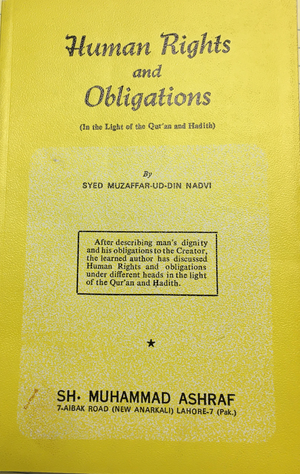 Human Rights
and
Obligations
(In the Light of the Qur'an and Hadith)
By
SYED MUZAFFAR-UD-DIN NADVI
After describing man's dignity
and his obligations to the Creator,
the learned author has discussed
Human Rights and obligations
under different heads in the light
of the Qur'an and Hadith.
★
SH. MUHAMMAD ASHRAF
7-AIBAK ROAD (NEW ANARKALI) LAHORE-7 (Pak.)